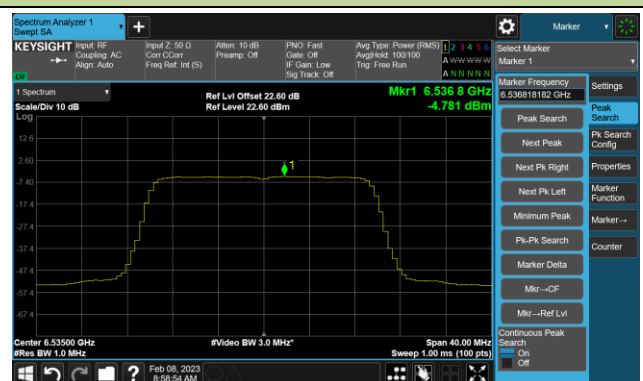 Spectrum Analyzer 1
Swept SA
Marker
KEYSIGHT
Input: RF
Coupling: AC
Align: Auto
Input Z: 50 Ω
Corr CCorr
Freq Ref: Int (S)
Atten: 10 dB
Preamp: Off
PNO: Fast
Gate: Off
IF Gain: Low
Sig Track: Off
Avg Type: Power (RMS)
Avg|Hold: 100/100
Trig: Free Run
1 2 3 4 5 6
A W W W W W
A N N N N N
LW
Select Marker
Marker 1
1 Spectrum
Scale/Div 10 dB
Log
Ref Lvl Offset 22.60 dB
Ref Level 22.60 dBm
Mkr1 6.536 8 GHz
-4.781 dBm
12.6
2.60
-7.40
-17.4
-27.4
-37.4
-47.4
-57.4
-67.4
1
Center 6.53500 GHz
#Res BW 1.0 MHz
#Video BW 3.0 MHz*
Span 40.00 MHz
Sweep 1.00 ms (100 pts)
Marker Frequency
6.536818182 GHz
Peak Search
Next Peak
Next Pk Right
Next Pk Left
Minimum Peak
Pk-Pk Search
Marker Delta
Mkr→CF
Mkr→Ref Lvl
Continuous Peak
Search
On
Off
Settings
Peak
Search
Pk Search
Config
Properties
Marker
Function
Marker→
Counter
?
Feb 08, 2023
8:58:54 AM